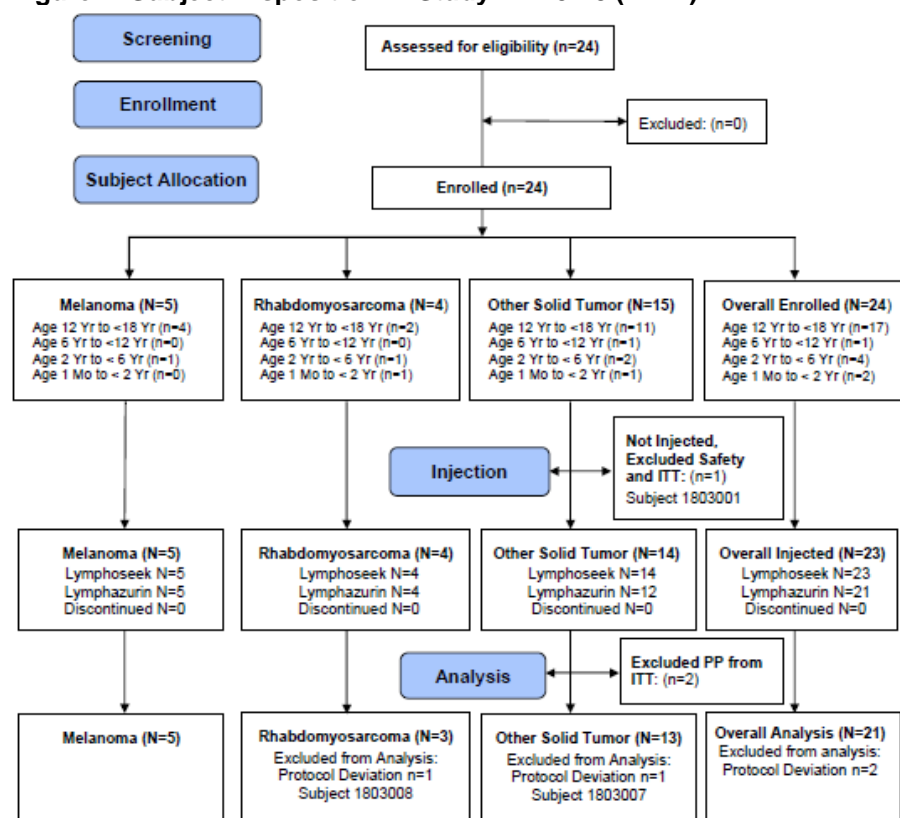 Screening
Assessed for eligibility (n=24)
Enrollment
Excluded: (n=0)
Subject Allocation
Enrolled (n=24)
Melanoma (N=5)
Age 12 Yr to <18 Yr (n=4)
Age 6 Yr to <12 Yr (n=0)
Age 2 Yr to < 6 Yr (n=1)
Age 1 Mo to < 2 Yr (n=0)
Rhabdomyosarcoma (N=4)
Age 12 Yr to <18 Yr (n=2)
Age 6 Yr to <12 Yr (n=0)
Age 2 Yr to < 6 Yr (n=1)
Age 1 Mo to < 2 Yr (n=1)
Other Solid Tumor (N=15)
Age 12 Yr to <18 Yr (n=11)
Age 6 Yr to <12 Yr (n=1)
Age 2 Yr to < 6 Yr (n=2)
Age 1 Mo to < 2 Yr (n=1)
Overall Enrolled (N=24)
Age 12 Yr to <18 Yr (n=17)
Age 6 Yr to <12 Yr (n=1)
Age 2 Yr to < 6 Yr (n=4)
Age 1 Mo to < 2 Yr (n=2)
Injection
Not Injected,
Excluded Safety
and ITT: (n=1)
Subject 1803001
Melanoma (N=5)
Lymphoseek N=5
Lymphazurin N=5
Discontinued N=0
Rhabdomyosarcoma (N=4)
Lymphoseek N=4
Lymphazurin N=4
Discontinued N=0
Other Solid Tumor (N=14)
Lymphoseek N=14
Lymphazurin N=12
Discontinued N=0
Overall Injected (N=23)
Lymphoseek N=23
Lymphazurin N=21
Discontinued N=0
Analysis
Excluded PP from
ITT: (n=2)
Melanoma (N=5)
Rhabdomyosarcoma (N=3)
Excluded from Analysis:
Protocol Deviation n=1
Subject 1803008
Other Solid Tumor (N=13)
Excluded from Analysis:
Protocol Deviation n=1
Subject 1803007
Overall Analysis (N=21)
Excluded from analysis:
Protocol Deviation n=2